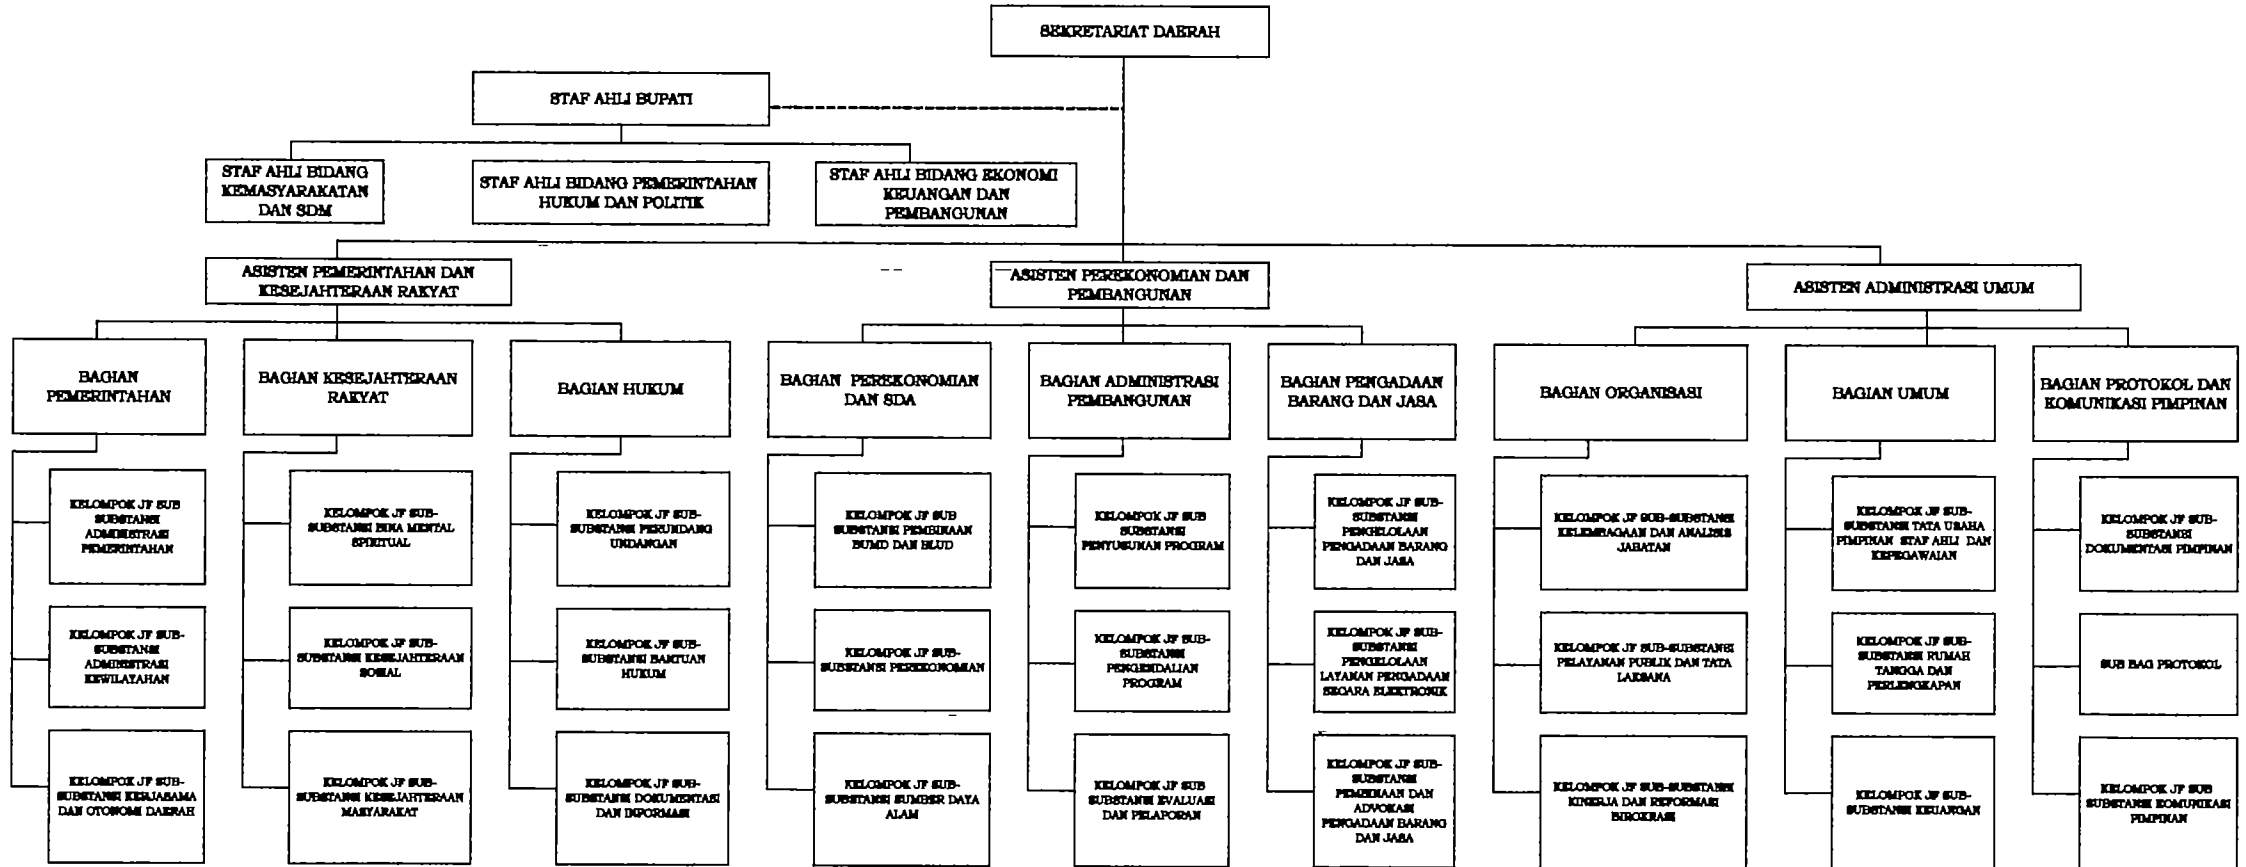 SEKRETARIAT DAERAH
STAF AHLI BUPATI
STAF AHLI BIDANG
KEMASYARAKATAN
DAN SDM
STAF AHLI BIDANG PEMERINTAHAN
HUKUM DAN POLITIK
STAF AHLI BIDANG EKONOMI
KEUANGAN DAN
PEMBANGUNAN
ASISTEN PEMERINTAHAN DAN
KESEJAHTERAAN RAKYAT
ASISTEN PEREKONOMIAN DAN
PEMBANGUNAN
ASISTEN ADMINISTRASI UMUM
BAGIAN
PEMERINTAHAN
BAGIAN KESEJAHTERAAN
RAKYAT
BAGIAN HUKUM
BAGIAN PEREKONOMIAN
DAN SDA
BAGIAN ADMINISTRASI
PEMBANGUNAN
BAGIAN PENGADAAN
BARANG DAN JASA
BAGIAN ORGANISASI
BAGIAN UMUM
BAGIAN PROTOKOL DAN
KOMUNIKASI PIMPINAN
KELOMPOK JF SUB
SUBSTANSI
ADMINISTRASI
PEMERINTAHAN
KELOMPOK JF SUB-
SUBSTANSI BINA MENTAL
SPIRITUAL
KELOMPOK JF SUB-
SUBSTANSI PERUNDANG
UNDANGAN
KELOMPOK JF SUB
SUBSTANSI PEMBINAAN
BUMD DAN BLUD
KELOMPOK JF SUB
SUBSTANSI
PENYUSUNAN PROGRAM
KELOMPOK JF SUB-
SUBSTANSI
PENGELOLAAN
PENGADAAN BARANG
DAN JASA
KELOMPOK JF SUB-SUBSTANSI
KELEMBAGAAN DAN ANALISIS
JABATAN
KELOMPOK JF SUB-
SUBSTANSI TATA USAHA
PIMPINAN STAF AHLI DAN
KEPEGAWAIAN
KELOMPOK JF SUB-
SUBSTANSI
DOKUMENTASI PIMPINAN
KELOMPOK JF SUB-
SUBSTANSI
ADMINISTRASI
KEWILAYAHAN
KELOMPOK JF SUB-
SUBSTANSI KESEJAHTERAAN
SOSIAL
KELOMPOK JF SUB-
SUBSTANSI BANTUAN
HUKUM
KELOMPOK JF SUB-
SUBSTANSI PEREKONOMIAN
KELOMPOK JF SUB-
SUBSTANSI
PENGENDALIAN
PROGRAM
KELOMPOK JF SUB-
SUBSTANSI
PENGELOLAAN
LAYANAN PENGADAAN
SECARA ELEKTRONIK
KELOMPOK JF SUB-SUBSTANSI
PELAYANAN PUBLIK DAN TATA
LAKSANA
KELOMPOK JF SUB-
SUBSTANSI RUMAH
TANGGA DAN
PERLENGKAPAN
SUB BAG PROTOKOL
KELOMPOK JF SUB-
SUBSTANSI KERJASAMA
DAN OTONOMI DAERAH
KELOMPOK JF SUB-
SUBSTANSI KESEJAHTERAAN
MASYARAKAT
KELOMPOK JF SUB-
SUBSTANSI DOKUMENTASI
DAN INFORMASI
KELOMPOK JF SUB-
SUBSTANSI SUMBER DAYA
ALAM
KELOMPOK JF SUB
SUBSTANSI EVALUASI
DAN PELAPORAN
KELOMPOK JF SUB-
SUBSTANSI
PEMBINAAN DAN
ADVOKASI
PENGADAAN BARANG
DAN JASA
KELOMPOK JF SUB-SUBSTANSI
KINERJA DAN REFORMASI
BIROKRASI
KELOMPOK JF SUB-
SUBSTANSI KEUANGAN
KELOMPOK JF SUB
SUBSTANSI KOMUNIKASI
PIMPINAN